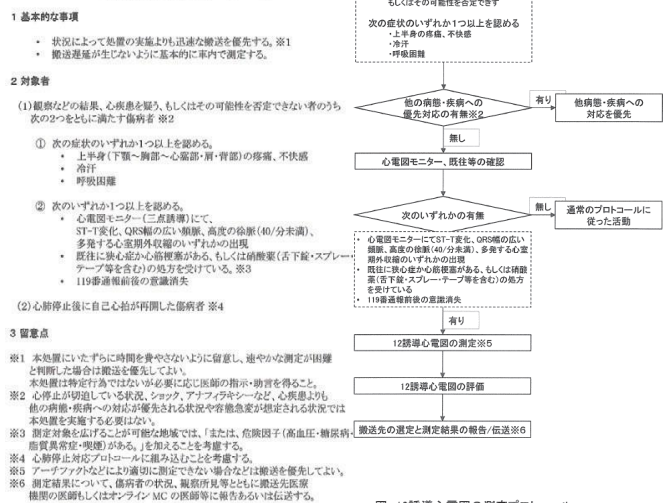 1 基本的な事項
・ 状況によって処置の実施よりも迅速な搬送を優先する。※1
・ 搬送遅延が生じないように基本的に車内で測定する。
2 対象者
(1)観察などの結果、心疾患を疑う、もしくはその可能性を否定できない者のうち
次の2つをともに満たす傷病者 ※2
① 次の症状のいずれか1つ以上を認める。
・ 上半身(下顎～胸部～心窩部・肩・背部)の疼痛、不快感
・ 冷汗
・ 呼吸困難
② 次のいずれか1つ以上を認める。
・ 心電図モニター(三点誘導)にて、
ST-T変化、QRS幅の広い頻脈、高度の徐脈(40/分未満)、
多発する心室期外収縮のいずれかの出現
・ 既往に狭心症か心筋梗塞がある、もしくは硝酸薬(舌下錠・スプレー・
テープ等を含む)の処方を受けている。※3
・ 119番通報前後の意識消失
(2)心肺停止後に自己心拍が再開した傷病者 ※4
3 留意点
※1 本処置にいたずらに時間を費やさないように留意し、速やかな測定が困難
と判断した場合は搬送を優先してよい。
本処置は特定行為ではないが必要に応じ医師の指示・助言を得ること。
※2 心停止が切迫している状況、ショック、アナフィラキシーなど、心疾患よりも
他の病態・疾病への対応が優先される状況や容態急変が想定される状況では
本処置を実施する必要はない。
※3 測定対象を広げることが可能な地域では、「または、危険因子(高血圧・糖尿病・
脂質異常症・喫煙)がある。」を加えることを考慮する。
※4 心肺停止対応プロトコールに組み込むことを考慮する。
※5 アーチファクトなどにより適切に測定できない場合などは搬送を優先してよい。
※6 測定結果について、傷病者の状況、観察所見等とともに搬送先医療
機関の医師もしくはオンラインMCの医師等に報告あるいは伝送する。
もしくはその可能性を否定できず
次の症状のいずれか1つ以上を認める
・上半身の疼痛、不快感
・冷汗
・呼吸困難
他の病態・疾病への
優先対応の有無※2
有り
他病態・疾病への
対応を優先
無し
心電図モニター、既往等の確認
次のいずれかの有無
無し
通常のプロトコールに
従った活動
・ 心電図モニターにてST-T変化、QRS幅の広い
頻脈、高度の徐脈(40/分未満)、多発する心室
期外収縮のいずれかの出現
・ 既往に狭心症か心筋梗塞がある、もしくは硝酸
薬(舌下錠・スプレー・テープ等を含む)の処方
を受けている
・ 119番通報前後の意識消失
有り
12誘導心電図の測定※5
12誘導心電図の評価
搬送先の選定と測定結果の報告/伝送※6